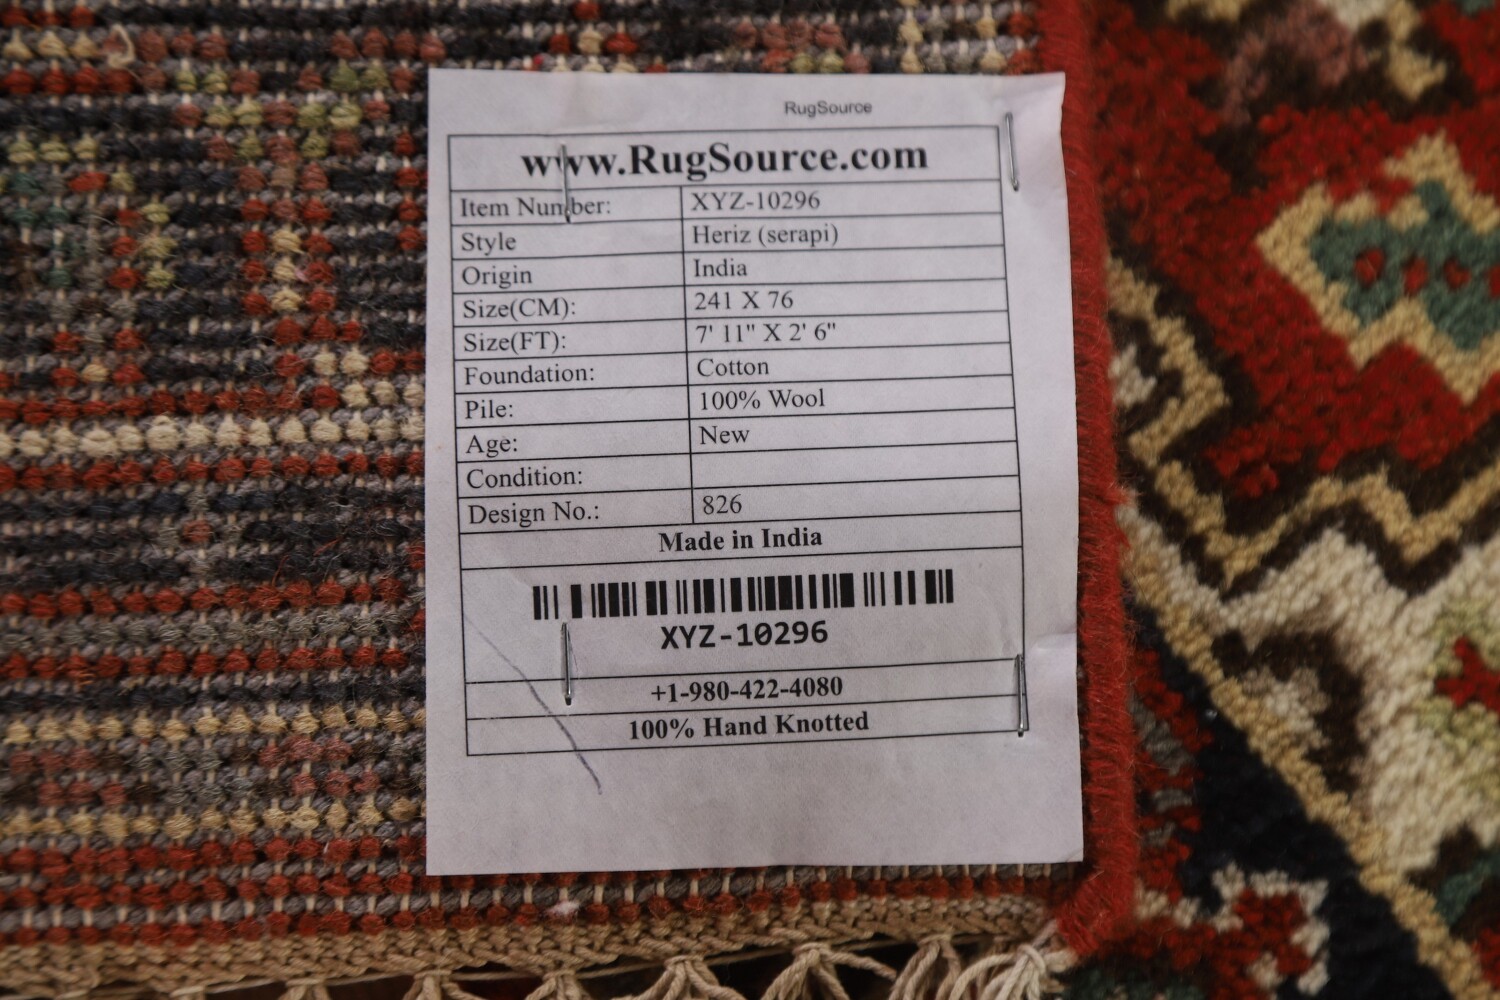 RugSource
www.RugSource.com
Item Number: XYZ-10296
Style Heriz (serapi)
Origin India
Size(CM): 241 X 76
Size(FT): 7' 11" X 2' 6"
Foundation: Cotton
Pile: 100% Wool
Age: New
Condition:
Design No.: 826
Made in India
XYZ-10296
+1-980-422-4080
100% Hand Knotted